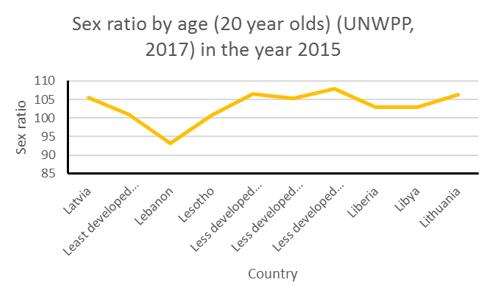 Sex ratio by age (20 year olds) (UNWPP,
2017) in the year 2015
110
105
100
95
90
85
Sex ratio
Latvia
Least developed...
Lebanon
Lesotho
Less developed...
Less developed...
Less developed...
Liberia
Libya
Lithuania
Country